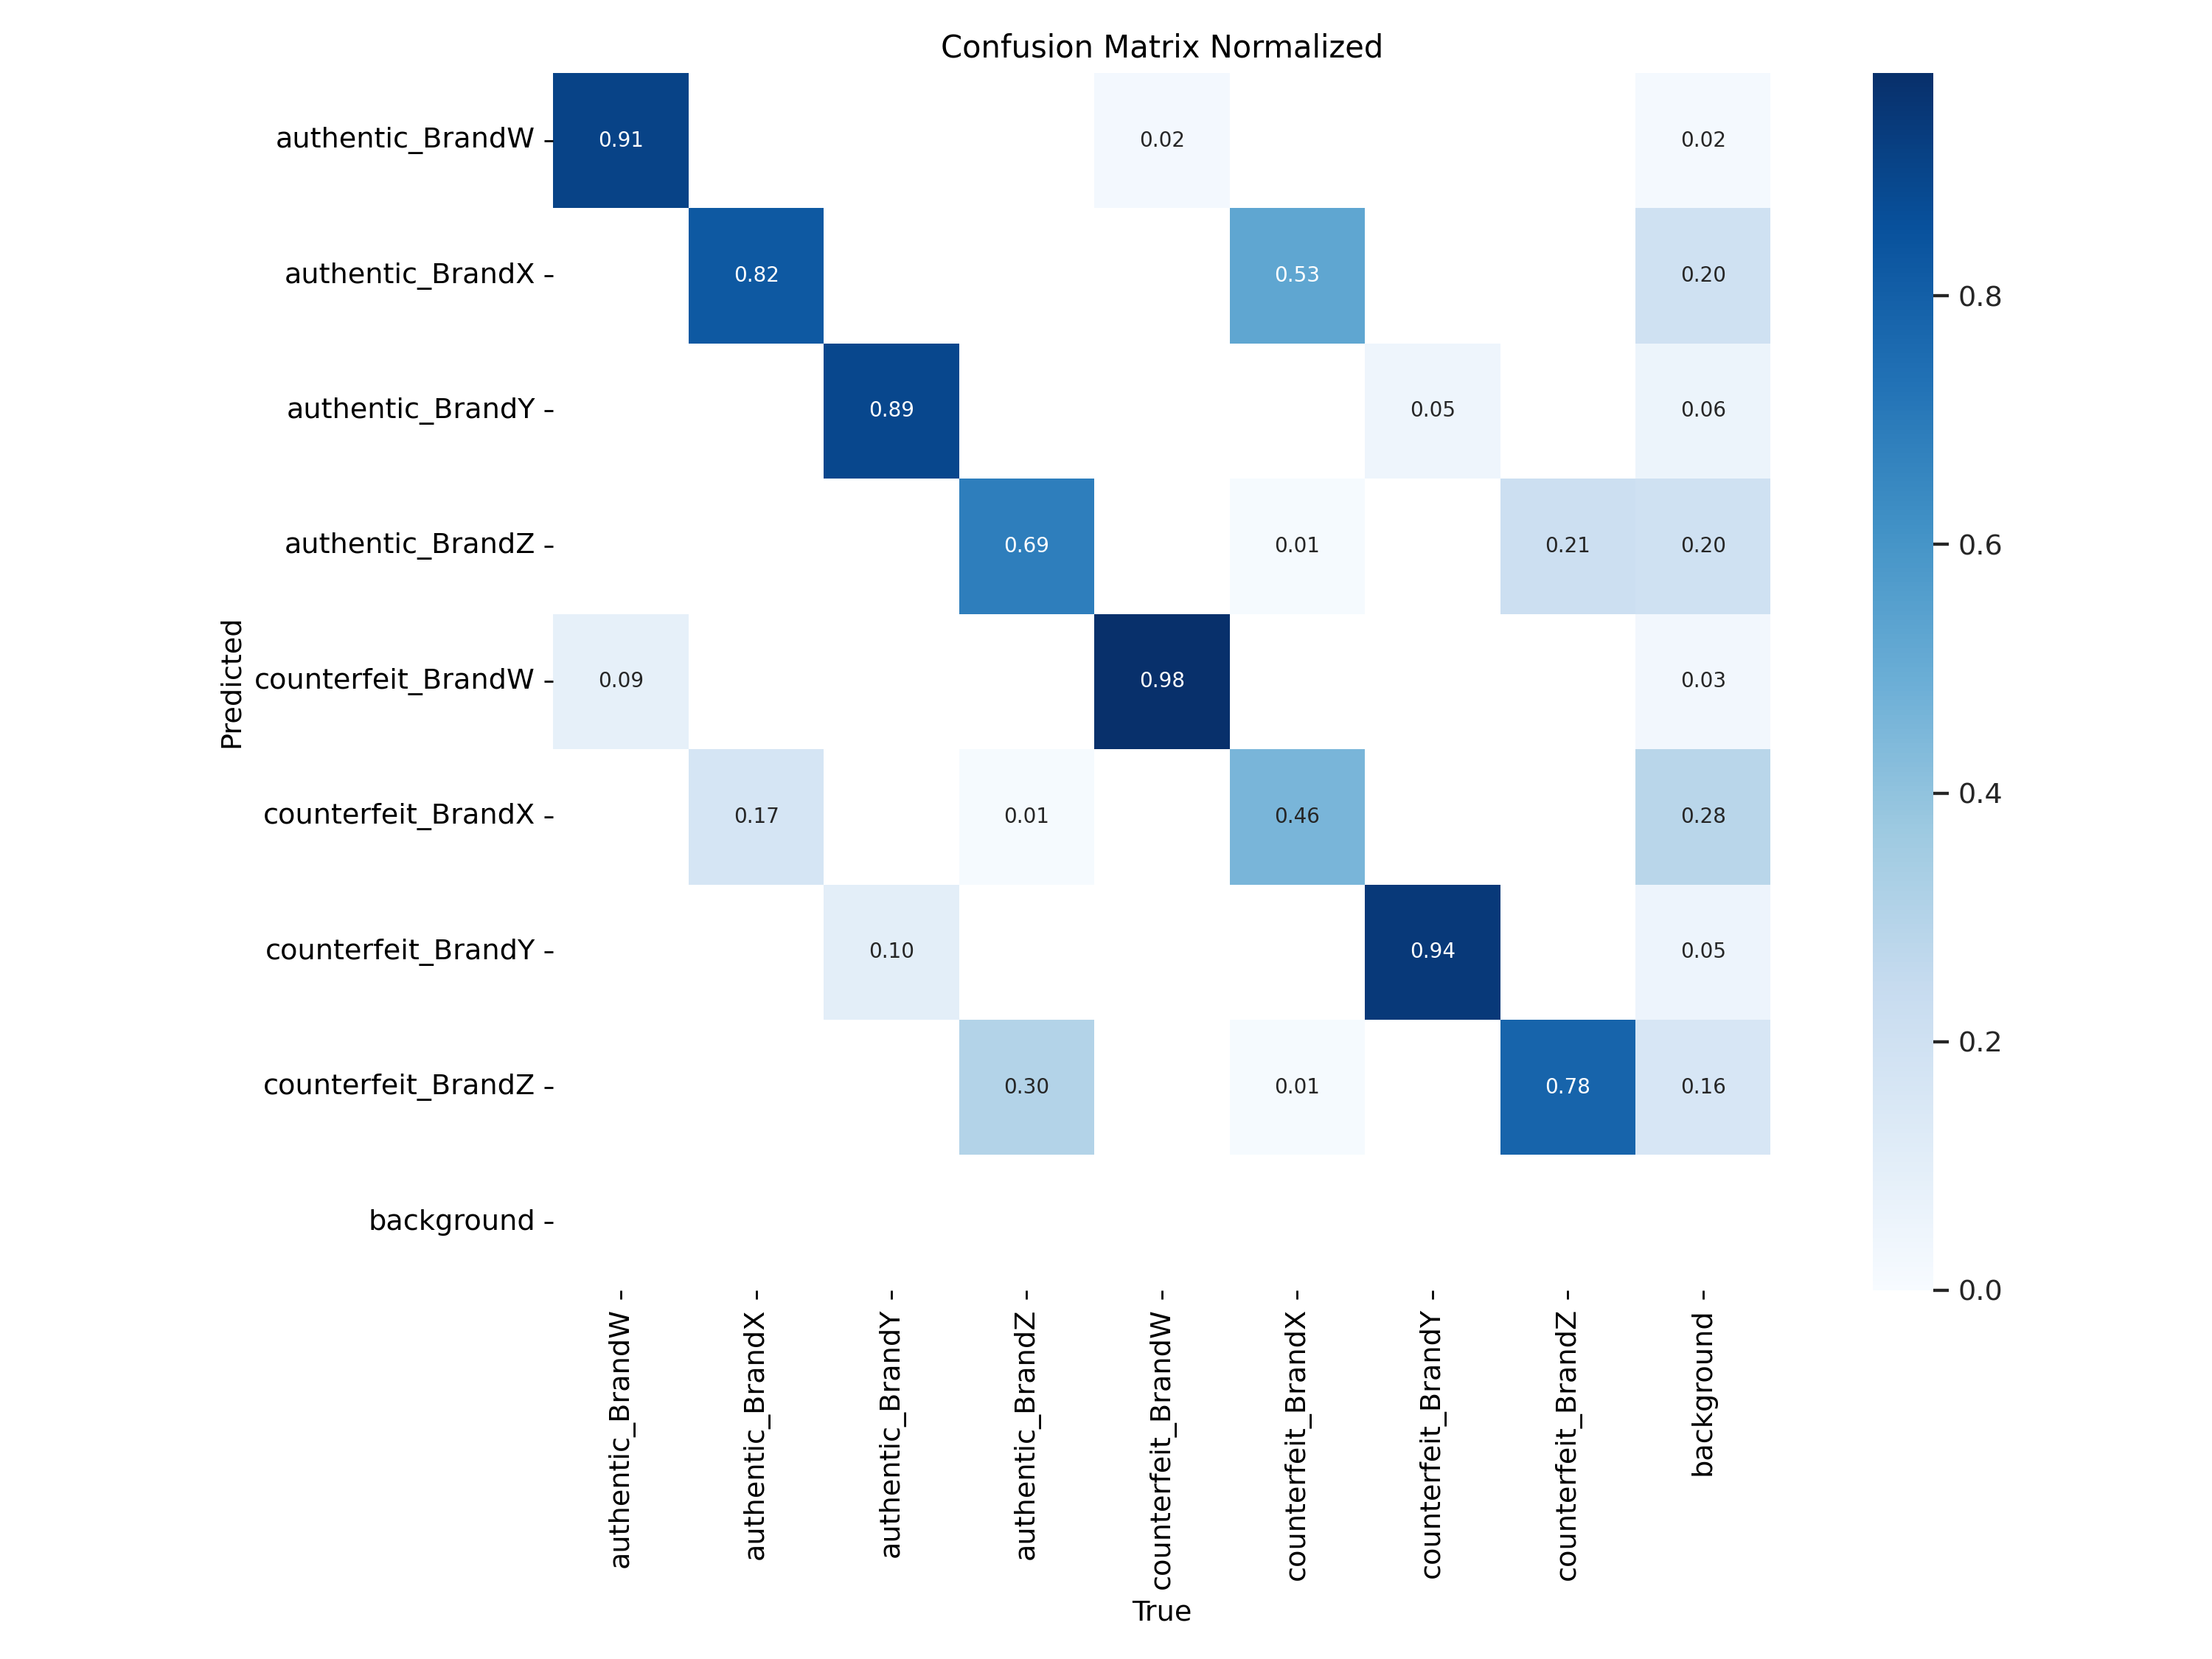 Confusion Matrix Normalized
authentic_BrandW 0.91 0.02 0.02
authentic_BrandX 0.82 0.53 0.20
authentic_BrandY 0.89 0.05 0.06
authentic_BrandZ 0.69 0.01 0.21 0.20
counterfeit_BrandW 0.09 0.98 0.03
counterfeit_BrandX 0.17 0.01 0.46 0.28
counterfeit_BrandY 0.10 0.94 0.05
counterfeit_BrandZ 0.30 0.01 0.78 0.16
background
Predicted
authentic_BrandW
authentic_BrandX
authentic_BrandY
authentic_BrandZ
counterfeit_BrandW
counterfeit_BrandX
counterfeit_BrandY
counterfeit_BrandZ
background
True
0.8
0.6
0.4
0.2
0.0